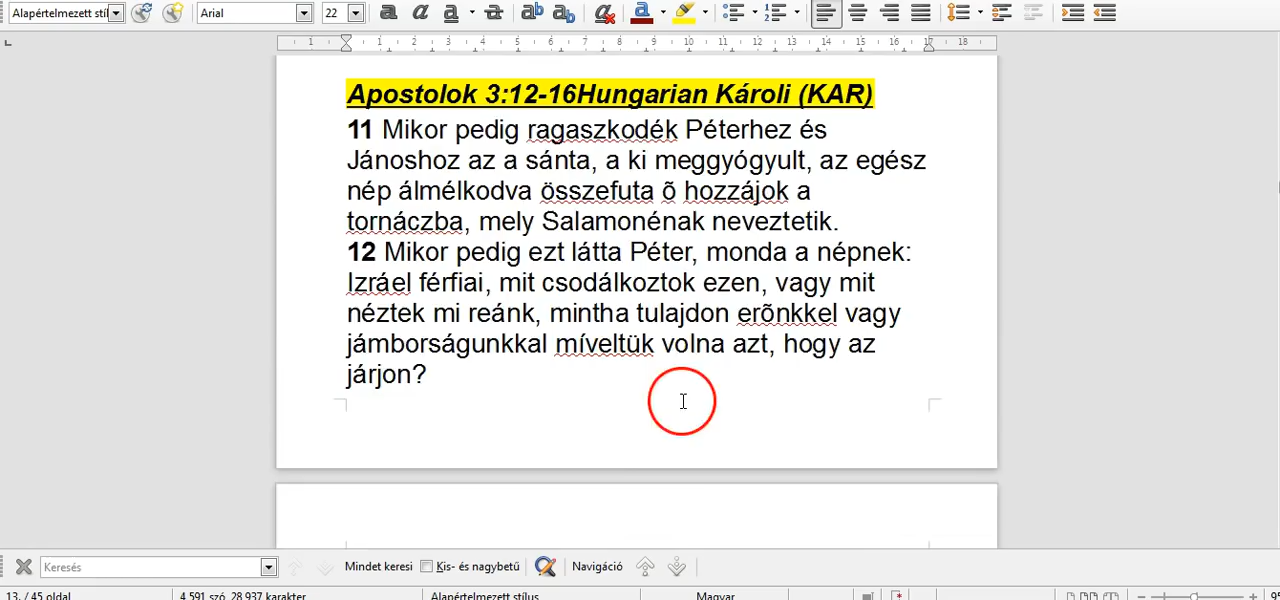 Alapértelmezett stíl
Arial
22
a a a a ab ab a a
1 1 2 3 4 5 6 7 8 9 10 11 12 13 14 15 16 17 18
Apostolok 3:12-16Hungarian Károli (KAR)
11 Mikor pedig ragaszkodék Péterhez és
Jánoshoz az a sánta, a ki meggyógyult, az egész
nép álmélkodva összefuta õ hozzájok a
tornáczba, mely Salamonénak neveztetik.
12 Mikor pedig ezt látta Péter, monda a népnek:
Izráel férfiai, mit csodálkoztok ezen, vagy mit
néztek mi reánk, mintha tulajdon erõnkkel vagy
jámborságunkkal míveltük volna azt, hogy az
járjon?
Keresés
Mindet keresi
Kis- és nagybetű
Navigáció
13. / 45 oldal
4 591 szó, 28 937 karakter
Alapértelmezett stílus
Magyar